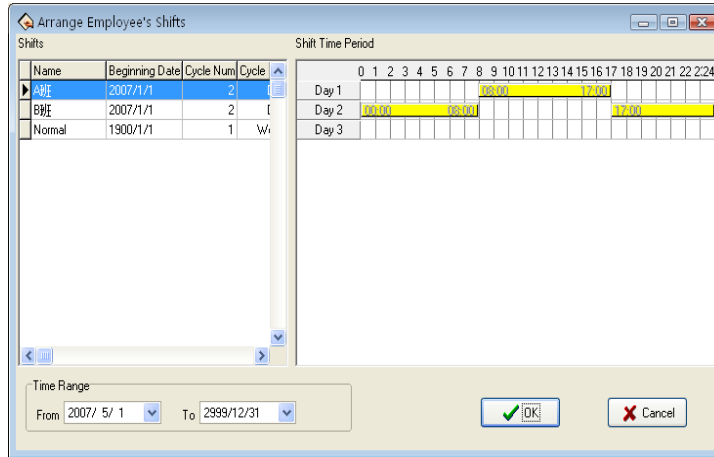 Arrange Employee's Shifts
Shifts
Shift Time Period
Name Beginning Date Cycle Num Cycle
A班 2007/1/1 2
B班 2007/1/1 2
Normal 1900/1/1 1
0 1 2 3 4 5 6 7 8 9 10 11 12 13 14 15 16 17 18 19 20 21 22 24
Day 1 08:00 17:00
Day 2 00:00 08:00 17:00
Day 3
Time Range
From 2007/ 5/ 1 To 2999/12/31
OK
Cancel